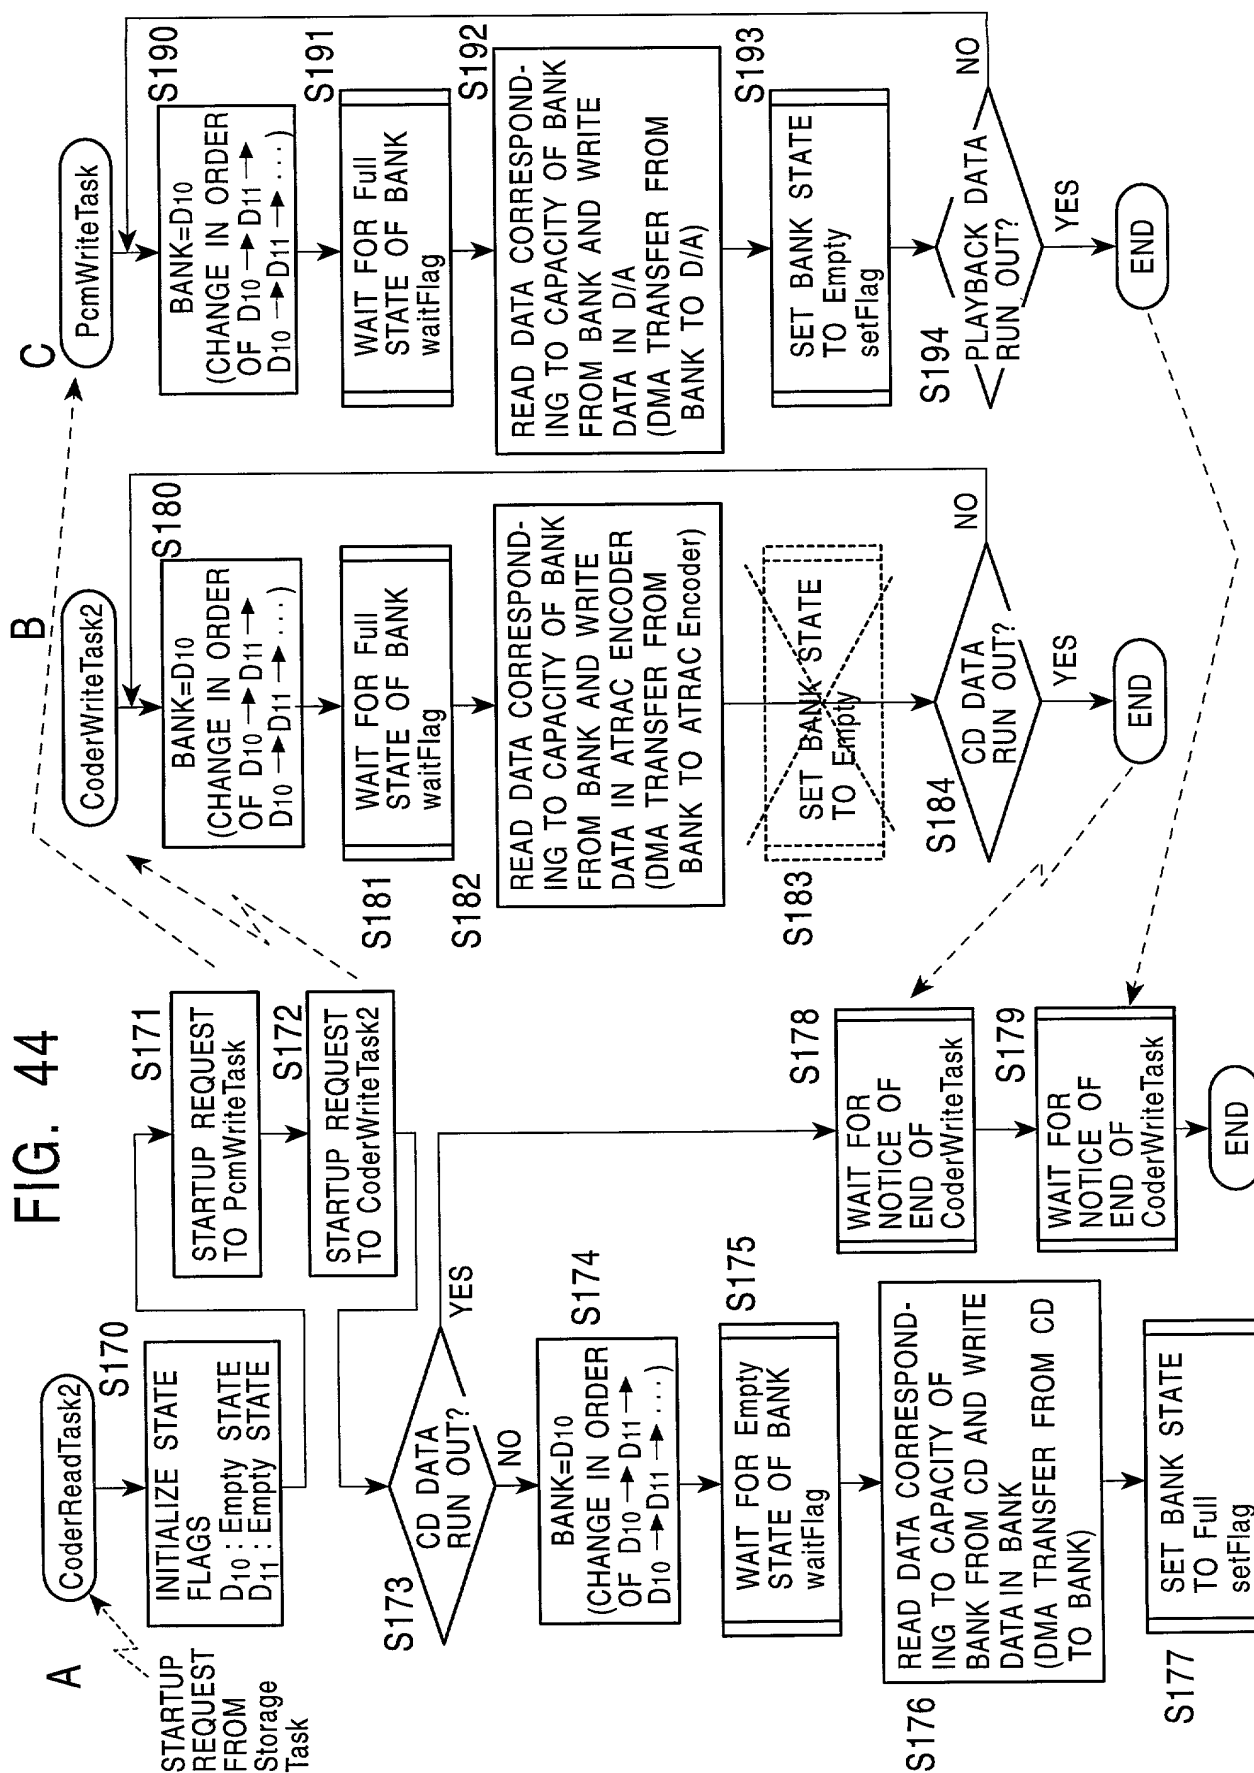 FIG. 44
A
STARTUP
REQUEST
FROM
Storage
Task
CoderReadTask2
S170
INITIALIZE STATE
FLAGS
D10 : Empty STATE
D11 : Empty STATE
S171
STARTUP REQUEST
TO PcmWriteTask
S172
STARTUP REQUEST
TO CoderWriteTask2
S173
CD DATA
RUN OUT?
YES
NO
S174
BANK=D10
(CHANGE IN ORDER
OF D10 → D11 →
D10 → D11 → ···)
S175
WAIT FOR Empty
STATE OF BANK
waitFlag
S176
READ DATA CORRESPOND-
ING TO CAPACITY OF
BANK FROM CD AND WRITE
DATA IN BANK
(DMA TRANSFER FROM CD
TO BANK)
S177
SET BANK STATE
TO Full
setFlag
S178
WAIT FOR
NOTICE OF
END OF
CoderWriteTask
S179
WAIT FOR
NOTICE OF
END OF
CoderWriteTask
END
B
CoderWriteTask2
S180
BANK=D10
(CHANGE IN ORDER
OF D10 → D11 →
D10 → D11 → ···)
S181
WAIT FOR Full
STATE OF BANK
waitFlag
S182
READ DATA CORRESPOND-
ING TO CAPACITY OF BANK
FROM BANK AND WRITE
DATA IN ATRAC ENCODER
(DMA TRANSFER FROM
BANK TO ATRAC Encoder)
S183
SET BANK STATE
TO Empty
S184
CD DATA
RUN OUT?
NO
YES
END
C
PcmWriteTask
S190
BANK=D10
(CHANGE IN ORDER
OF D10 → D11 →
D10 → D11 → ···)
S191
WAIT FOR Full
STATE OF BANK
waitFlag
S192
READ DATA CORRESPOND-
ING TO CAPACITY OF BANK
FROM BANK AND WRITE
DATA IN D/A
(DMA TRANSFER FROM
BANK TO D/A)
S193
SET BANK STATE
TO Empty
setFlag
S194
PLAYBACK DATA
RUN OUT?
NO
YES
END